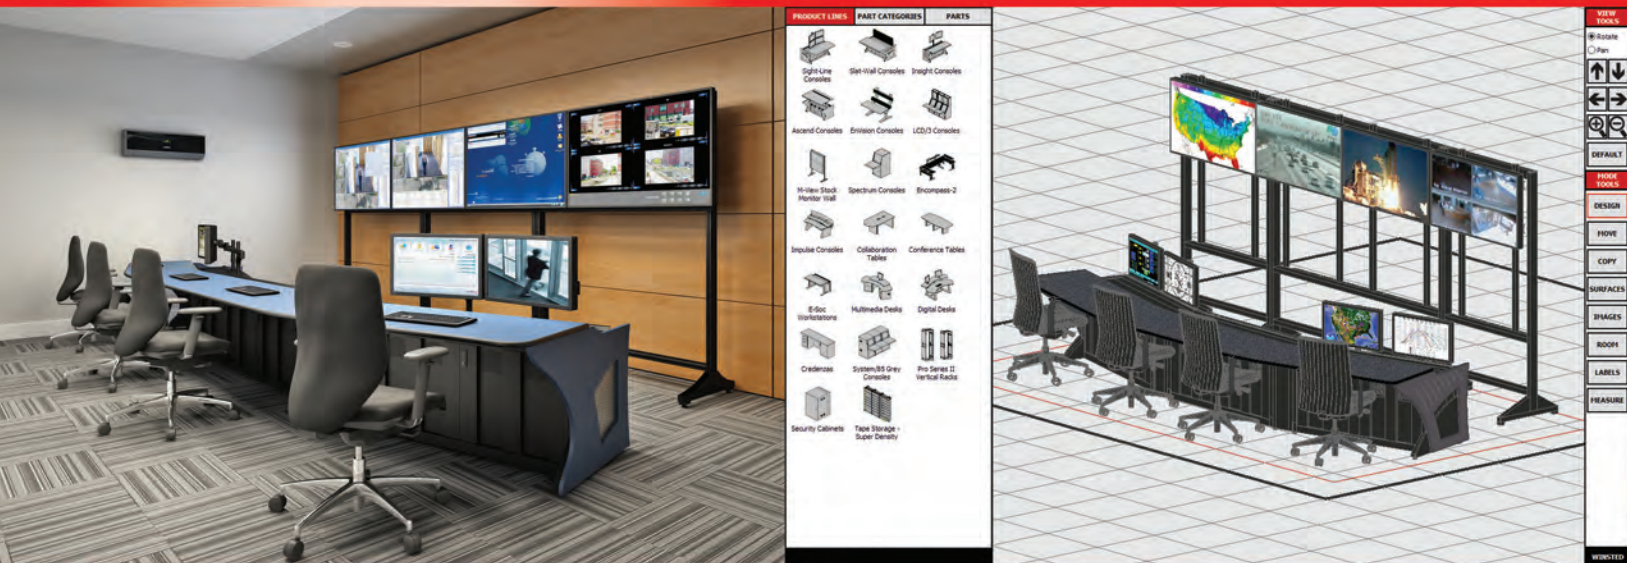 PRODUCT LINES
PART CATEGORIES
PARTS
Sight-Line
Consoles
Slat-Wall Consoles
Insight Consoles
Ascend Consoles
EnVision Consoles
LCD/3 Consoles
M-View Stock
Monitor Wall
Spectrum Consoles
Encompass-2
Impulse Consoles
Collaboration
Tables
Conference Tables
E-Soc
Workstations
Multimedia Desks
Digital Desks
Credenzas
System/85 Grey
Consoles
Pro Series II
Vertical Racks
Security Cabinets
Tape Storage -
Super Density
VIEW
TOOLS
Rotate
Pan
DEFAULT
MODE
TOOLS
DESIGN
MOVE
COPY
SURFACES
IMAGES
ROOM
LABELS
MEASURE
WINSTED